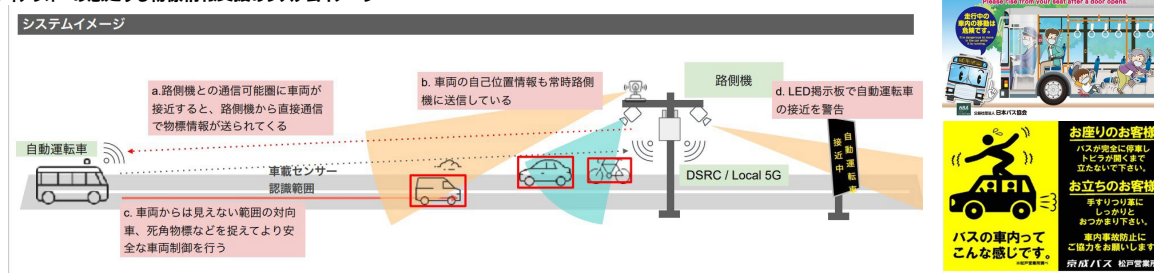 システムイメージ
a.路側機との通信可能圏に車両が
接近すると、路側機から直接通信
で物標情報が送られてくる
b. 車両の自己位置情報も常時路側
機に送信している
路側機
d. LED掲示板で自動運転車
の接近を警告
自動運転車
車載センサー
認識範囲
DSRC / Local 5G
自動運転車
接近中
c. 車両からは見えない範囲の対向
車、死角物標などを捉えてより安
全な車両制御を行う
Please rise from your seat after a door opens.
走行中の
車内の移動は
危険です。
日本バス協会
お座りのお客様
バスが完全に停車し
トビラが開くまで
立たないで下さい。
お立ちのお客様
手すりつり革に
しっかりと
おつかまり下さい。
車内事故防止に
ご協力をお願いします
バスの車内って
こんな感じです。
京成バス 松戸営業所